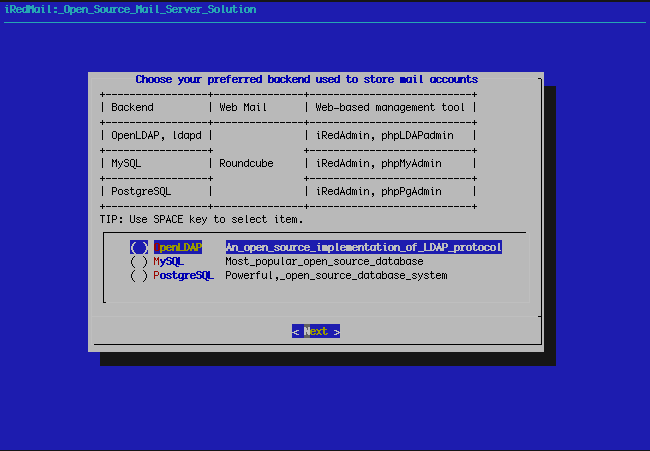 iRedMail:_Open_Source_Mail_Server_Solution
Choose your preferred backend used to store mail accounts
+---------------+---------------+-----------------------------+
| Backend | Web Mail | Web-based management tool |
+---------------+---------------+-----------------------------+
| OpenLDAP, ldapd | | iRedAdmin, phpLDAPadmin |
+---------------+ +-----------------------------+
| MySQL | Roundcube | iRedAdmin, phpMyAdmin |
+---------------+ +-----------------------------+
| PostgreSQL | | iRedAdmin, phpPgAdmin |
+---------------+---------------+-----------------------------+
TIP: Use SPACE key to select item.
( ) OpenLDAP An_open_source_implementation_of_LDAP_protocol
( ) MySQL Most_popular_open_source_database
( ) PostgreSQL Powerful,_open_source_database_system
< Next >